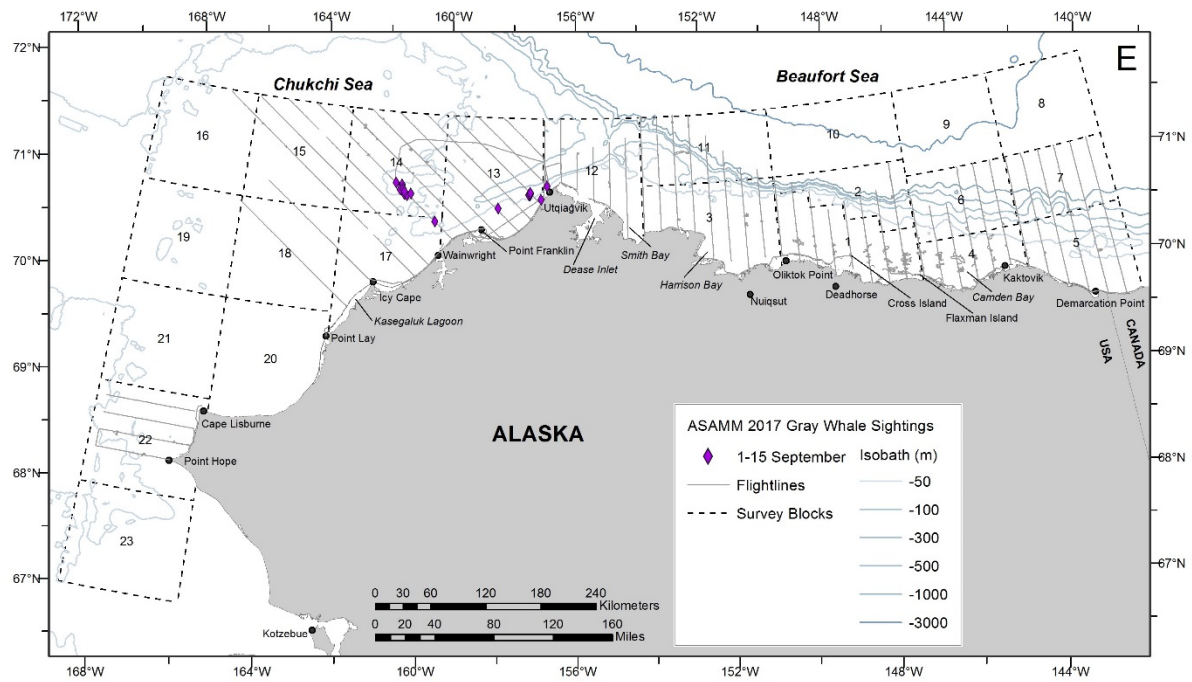 172°W 168°W 164°W 160°W 156°W 152°W 148°W 144°W 140°W
72°N
E
Chukchi Sea
Beaufort Sea
8
9
10
16
15
14
13
12
11
71°N
71°N
7
2
6
Utqiaġvik
3
1
4
5
19
18
17
Point Franklin
Wainwright
Dease Inlet
Smith Bay
Harrison Bay
70°N
70°N
Oliktok Point
Kaktovik
Nuiqsut
Deadhorse
Cross Island
Camden Bay
Demarcation Point
Flaxman Island
Icy Cape
Kasegaluk Lagoon
Point Lay
21
20
69°N
69°N
USA
CANADA
Cape Lisburne
22
Point Hope
ALASKA
68°N
68°N
23
67°N
67°N
Kotzebue
ASAMM 2017 Gray Whale Sightings
1-15 September
Flightlines
Survey Blocks
Isobath (m)
-50
-100
-300
-500
-1000
-3000
0 30 60 120 180 240
Kilometers
0 20 40 80 120 160
Miles
168°W 164°W 160°W 156°W 152°W 148°W 144°W